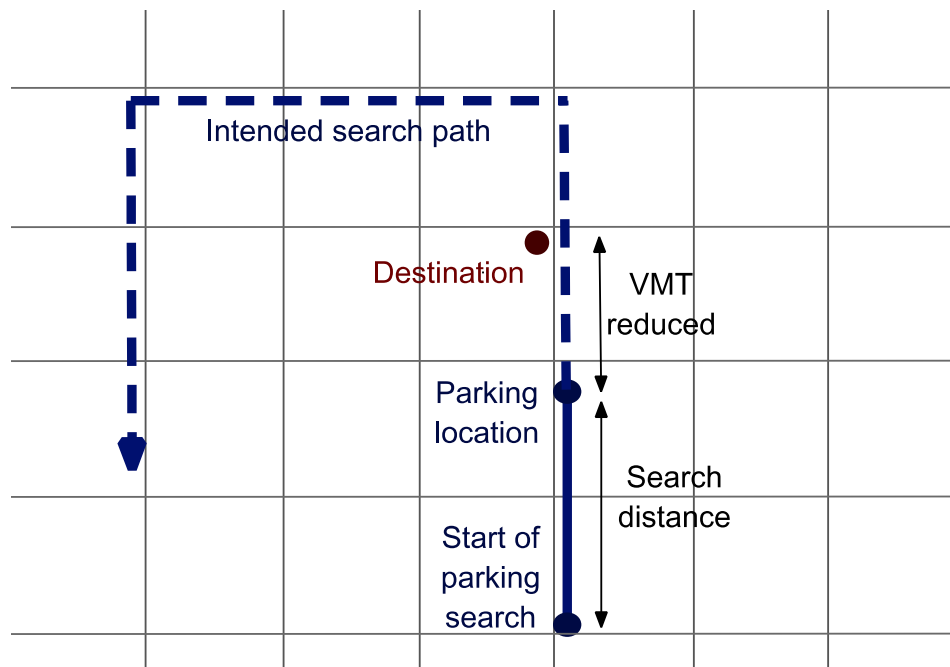 Intended search path
Destination
VMT
reduced
Parking
location
Search
distance
Start of
parking
search